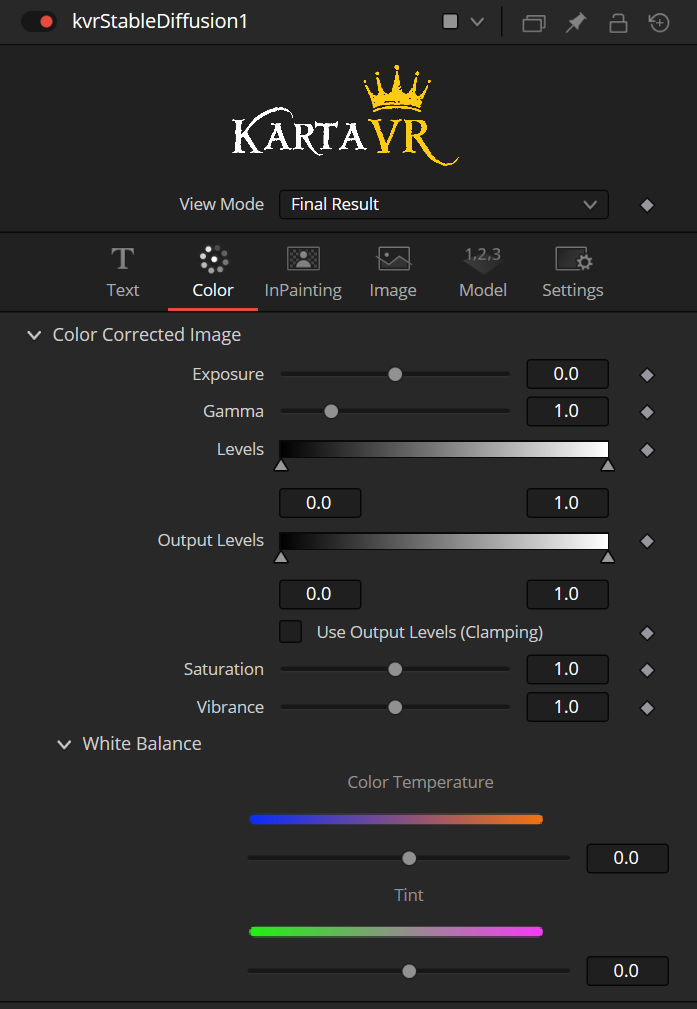 kvrStableDiffusion1
KARTAVR
View Mode Final Result
1,2,3
Text Color InPainting Image Model Settings
Color Corrected Image
Exposure 0.0
Gamma 1.0
Levels
0.0 1.0
Output Levels
0.0 1.0
Use Output Levels (Clamping)
Saturation 1.0
Vibrance 1.0
White Balance
Color Temperature
0.0
Tint
0.0